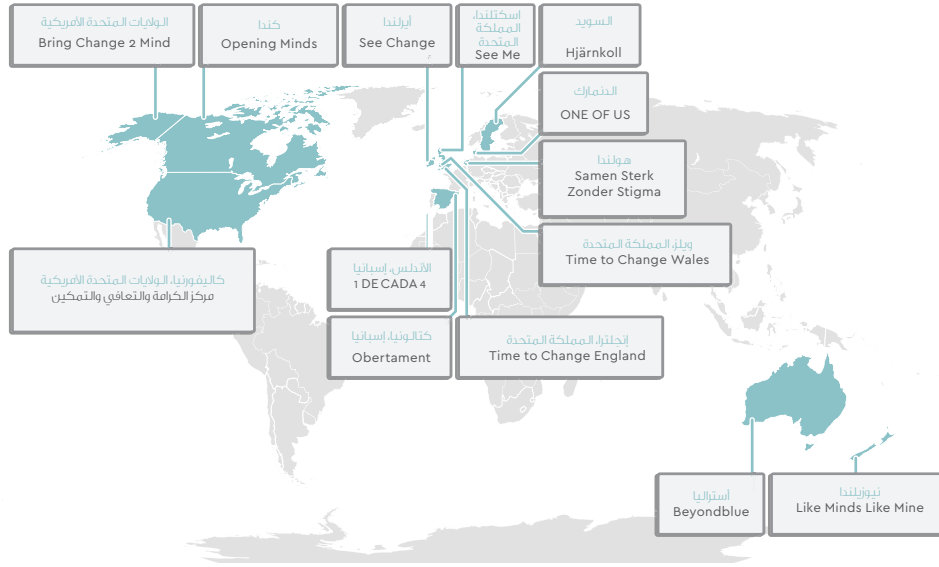 الولايات المتحدة الأمريكية
Bring Change 2 Mind
كندا
Opening Minds
أيرلندا
See Change
اسكتلندا،
المملكة
المتحدة
See Me
السويد
Hjärnkoll
الدنمارك
ONE OF US
هولندا
Samen Sterk
Zonder Stigma
ويلز، المملكة المتحدة
Time to Change Wales
كاليفورنيا، الولايات المتحدة الأمريكية
مركز الكرامة والتعافي والتمكين
الأندلس، إسبانيا
1 DE CADA 4
كتالونيا، إسبانيا
Obertament
إنجلترا، المملكة المتحدة
Time to Change England
أستراليا
Beyondblue
نيوزيلندا
Like Minds Like Mine